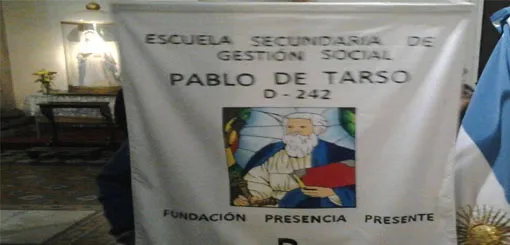 ESCUELA SECUNDARIA DE
GESTIÓN SOCIAL
PABLO DE TARSO
D - 242
FUNDACIÓN PRESENCIA PRESENTE